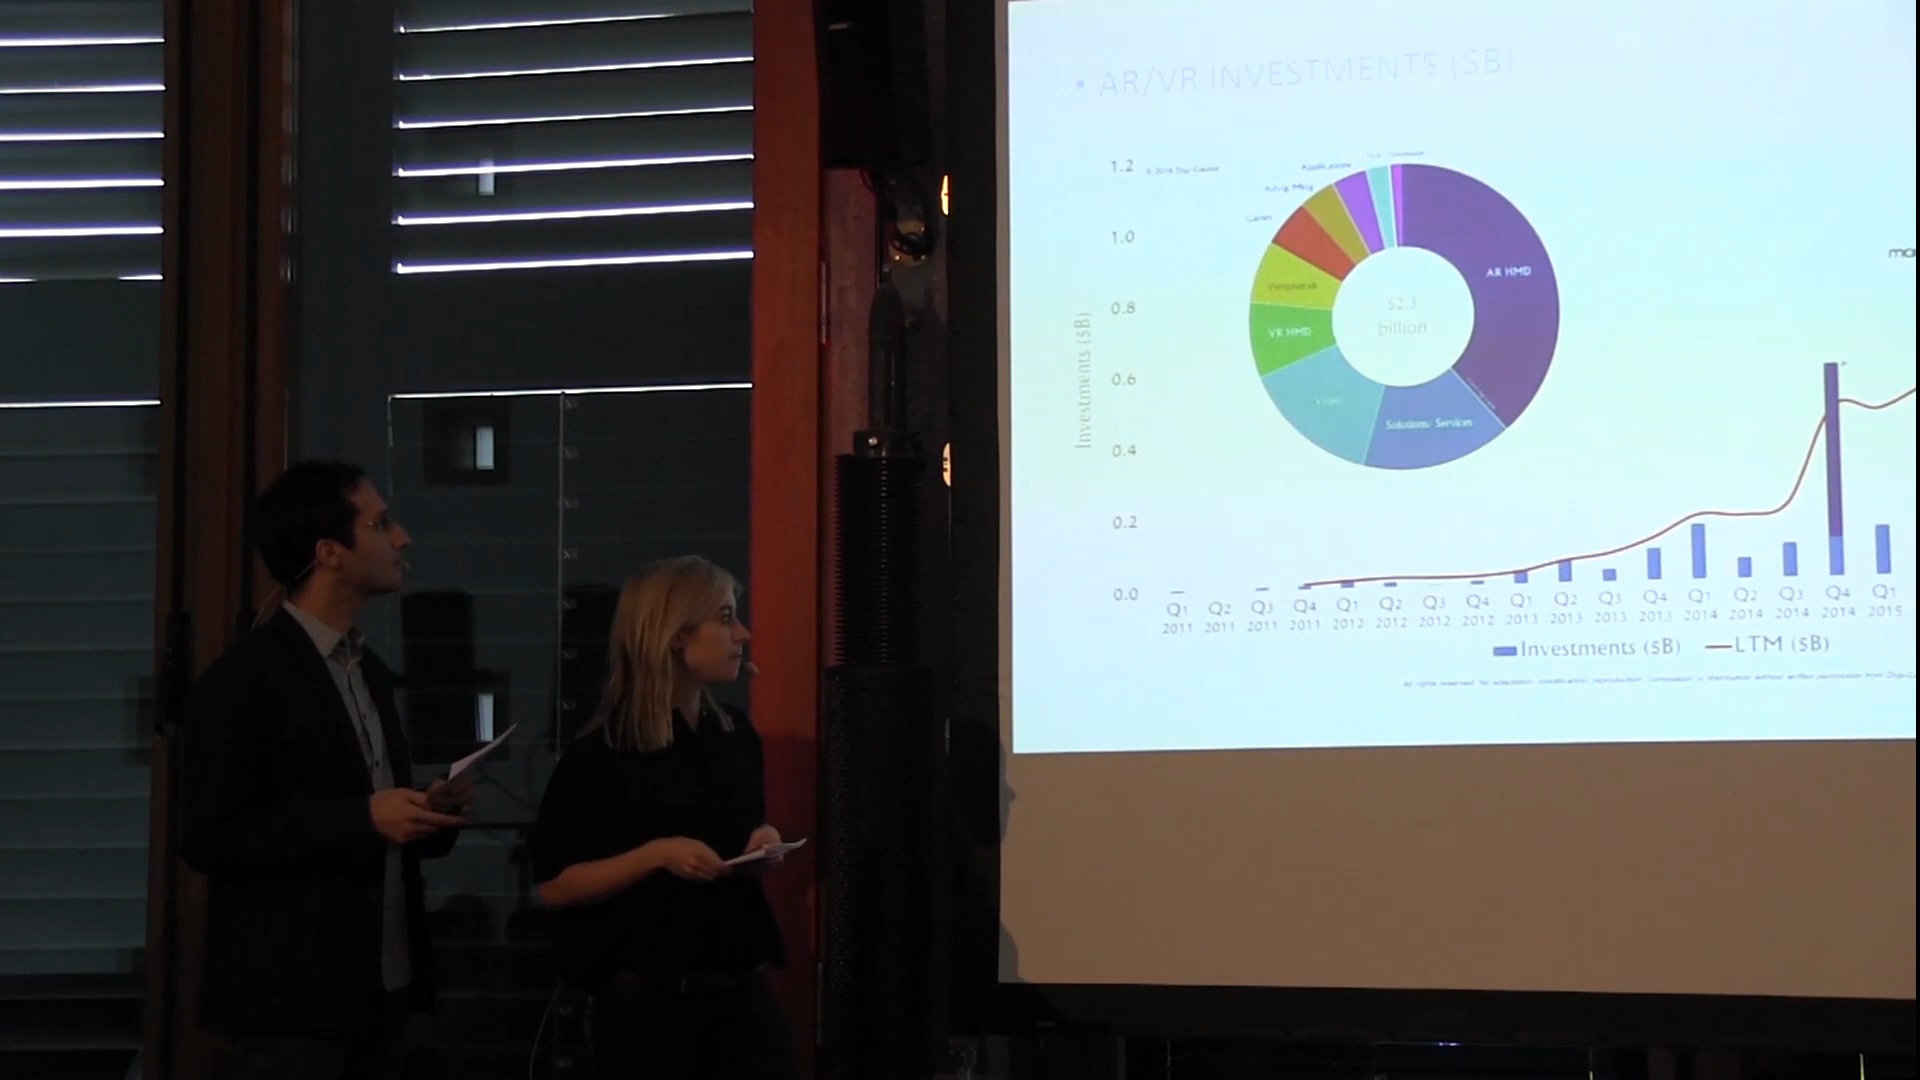 • AR/VR INVESTMENTS ($B)
1.2
1.0
0.8
0.6
0.4
0.2
0.0
Investments ($B)
Applications
Advtg Mktg
Games
Peripherals
VR HMD
Video
Solutions/ Services
AR HMD
$2.3
billion
Q1 Q2 Q3 Q4 Q1 Q2 Q3 Q4 Q1 Q2 Q3 Q4 Q1 Q2 Q3 Q4 Q1
2011 2011 2011 2011 2012 2012 2012 2012 2013 2013 2013 2013 2014 2014 2014 2014 2015
Investments ($B) LTM ($B)